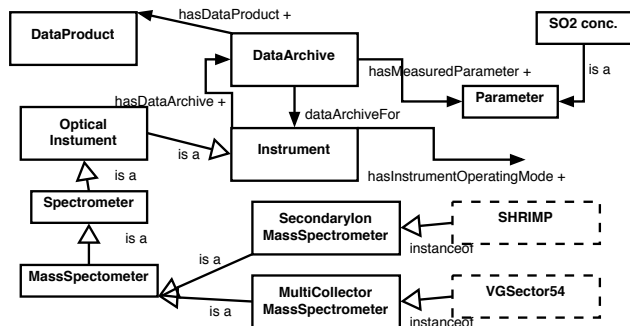 hasDataProduct +
SO2 conc.
DataProduct
DataArchive
hasMeasuredParameter +
is a
Parameter
hasDataArchive +
dataArchiveFor
Optical
Instument
is a
Instrument
hasInstrumentOperatingMode +
is a
Spectrometer
is a
SecondaryIon
MassSpectrometer
SHRIMP
instanceof
is a
MassSpectometer
MultiCollector
MassSpectrometer
VGSector54
is a
instanceof